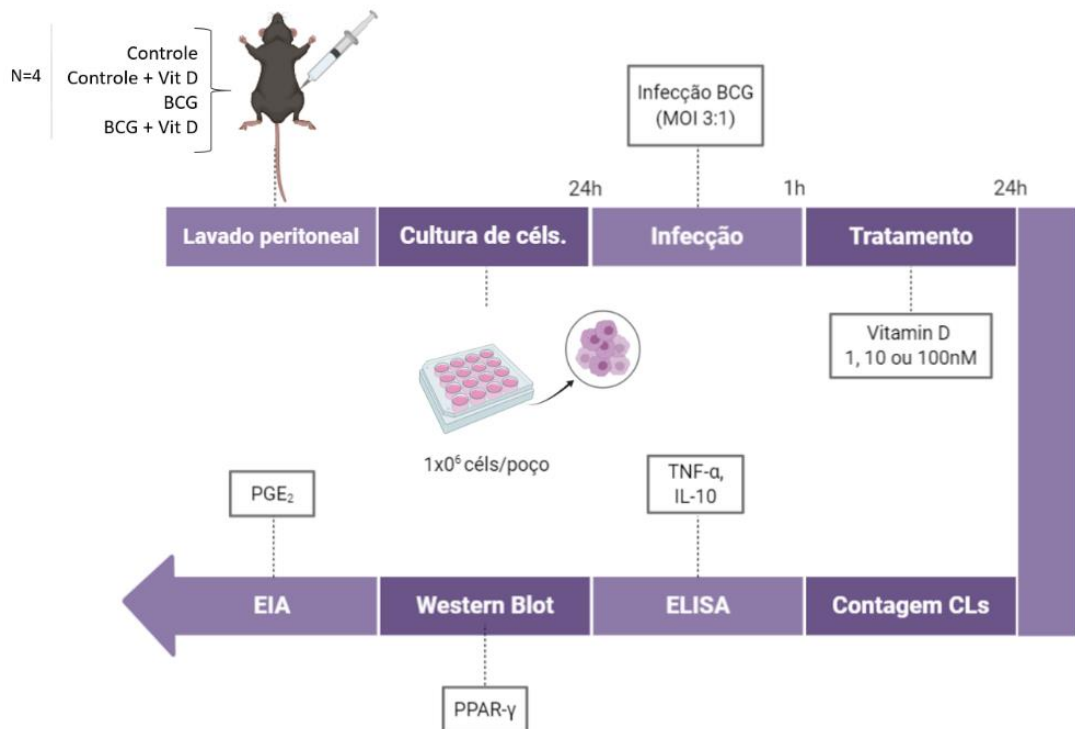 N=4
Controle
Controle + Vit D
BCG
BCG + Vit D
Infecção BCG
(MOI 3:1)
24h
1h
24h
Lavado peritoneal
Cultura de céls.
Infecção
Tratamento
Vitamin D
1, 10 ou 100nM
1x0⁶ céls/poço
TNF-α,
IL-10
PGE₂
EIA
Western Blot
ELISA
Contagem CLs
PPAR-γ